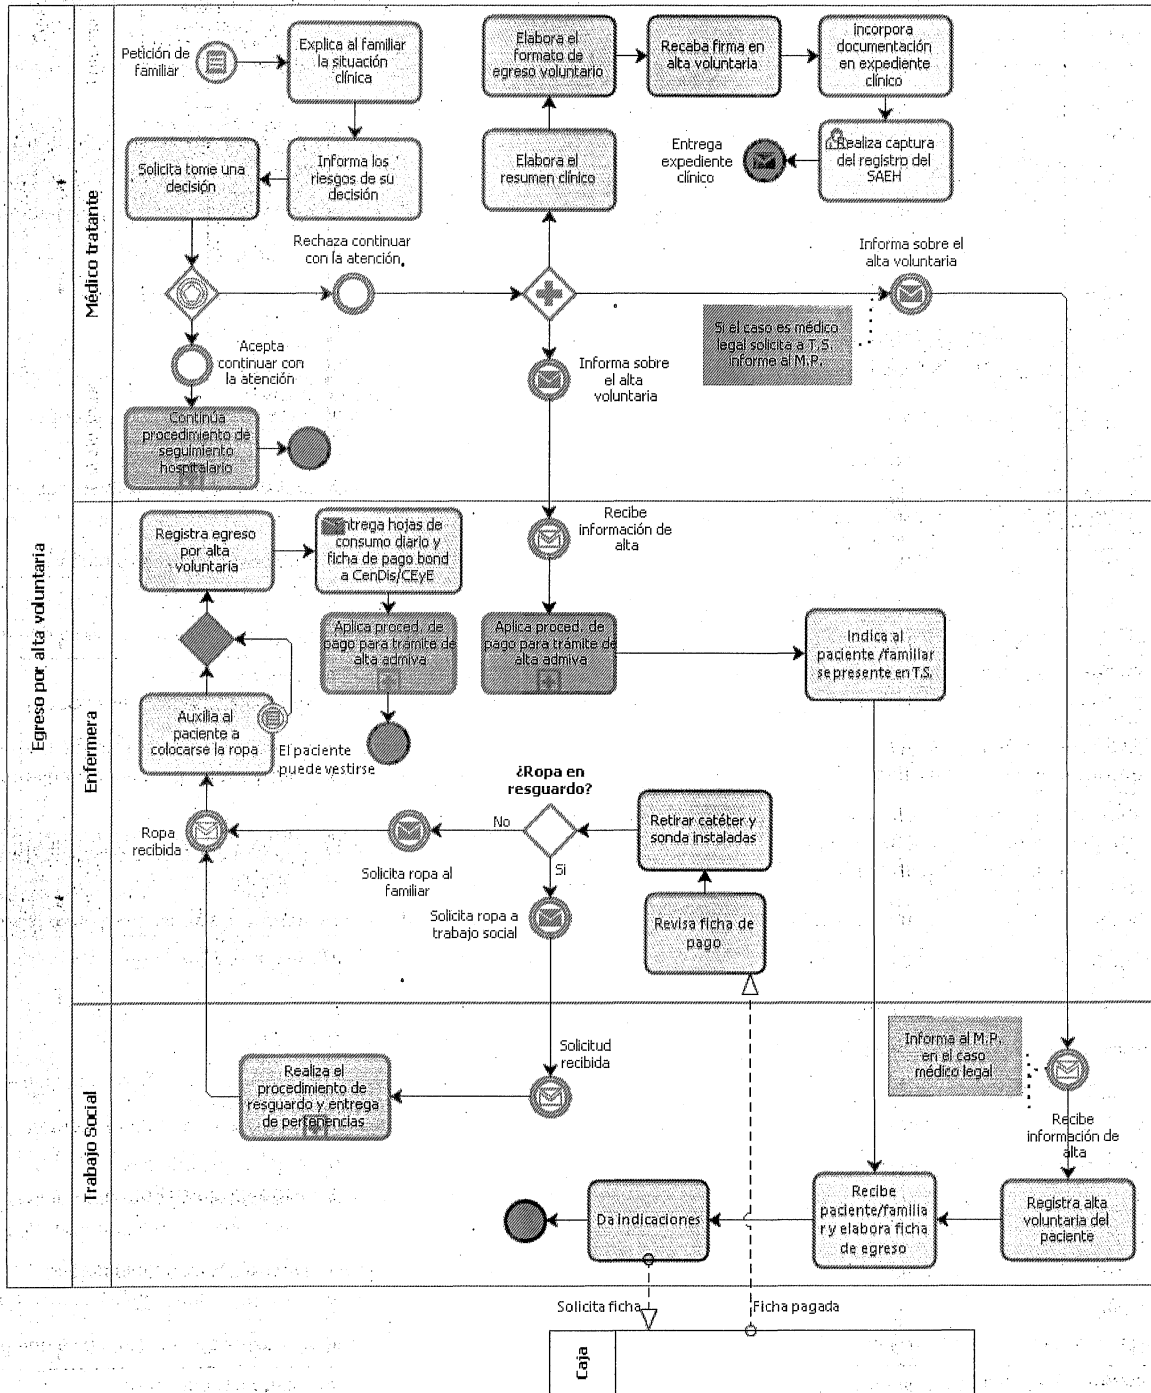 Egreso por alta voluntaria
Médico tratante
Petición de
familiar
Explica al familiar
la situación
clínica
Informa los
riesgos de su
decisión
Solicita tome una
decisión
Rechaza continuar
con la atención
Acepta
continuar con
la atención
Continúa
procedimiento de
seguimiento
hospitalario
Elabora el
resumen clínico
Elabora el
formato de
egreso voluntario
Recaba firma en
alta voluntaria
Incorpora
documentación
en expediente
clínico
Realiza captura
del registro del
SAEH
Entrega
expediente
clínico
Informa sobre el
alta voluntaria
Si el caso es médico
legal solicita a T.S.
informe al M.P.
Informa sobre
el alta
voluntaria
Enfermera
Recibe
información de
alta
Registra egreso
por alta
voluntaria
Entrega hojas de
consumo diario y
ficha de pago bond
a CenDis/CEyE
Aplica proced. de
pago para trámite de
alta admiva
Aplica proced. de
pago para trámite de
alta admiva
Indica al
paciente /familiar
se presente en T.S.
Auxilia al
paciente a
colocarse la ropa
El paciente
puede vestirse
¿Ropa en
resguardo?
No
Si
Retirar catéter y
sonda instaladas
Ropa
recibida
Solicita ropa al
familiar
Solicita ropa a
trabajo social
Revisa ficha de
pago
Trabajo Social
Solicitud
recibida
Realiza el
procedimiento de
resguardo y entrega
de pertenencias
Informa al M.P.
en el caso
médico legal
Recibe
información de
alta
Da indicaciones
Recibe
paciente/familia
r y elabora ficha
de egreso
Registra alta
voluntaria del
paciente
Solicita ficha
Ficha pagada
Caja